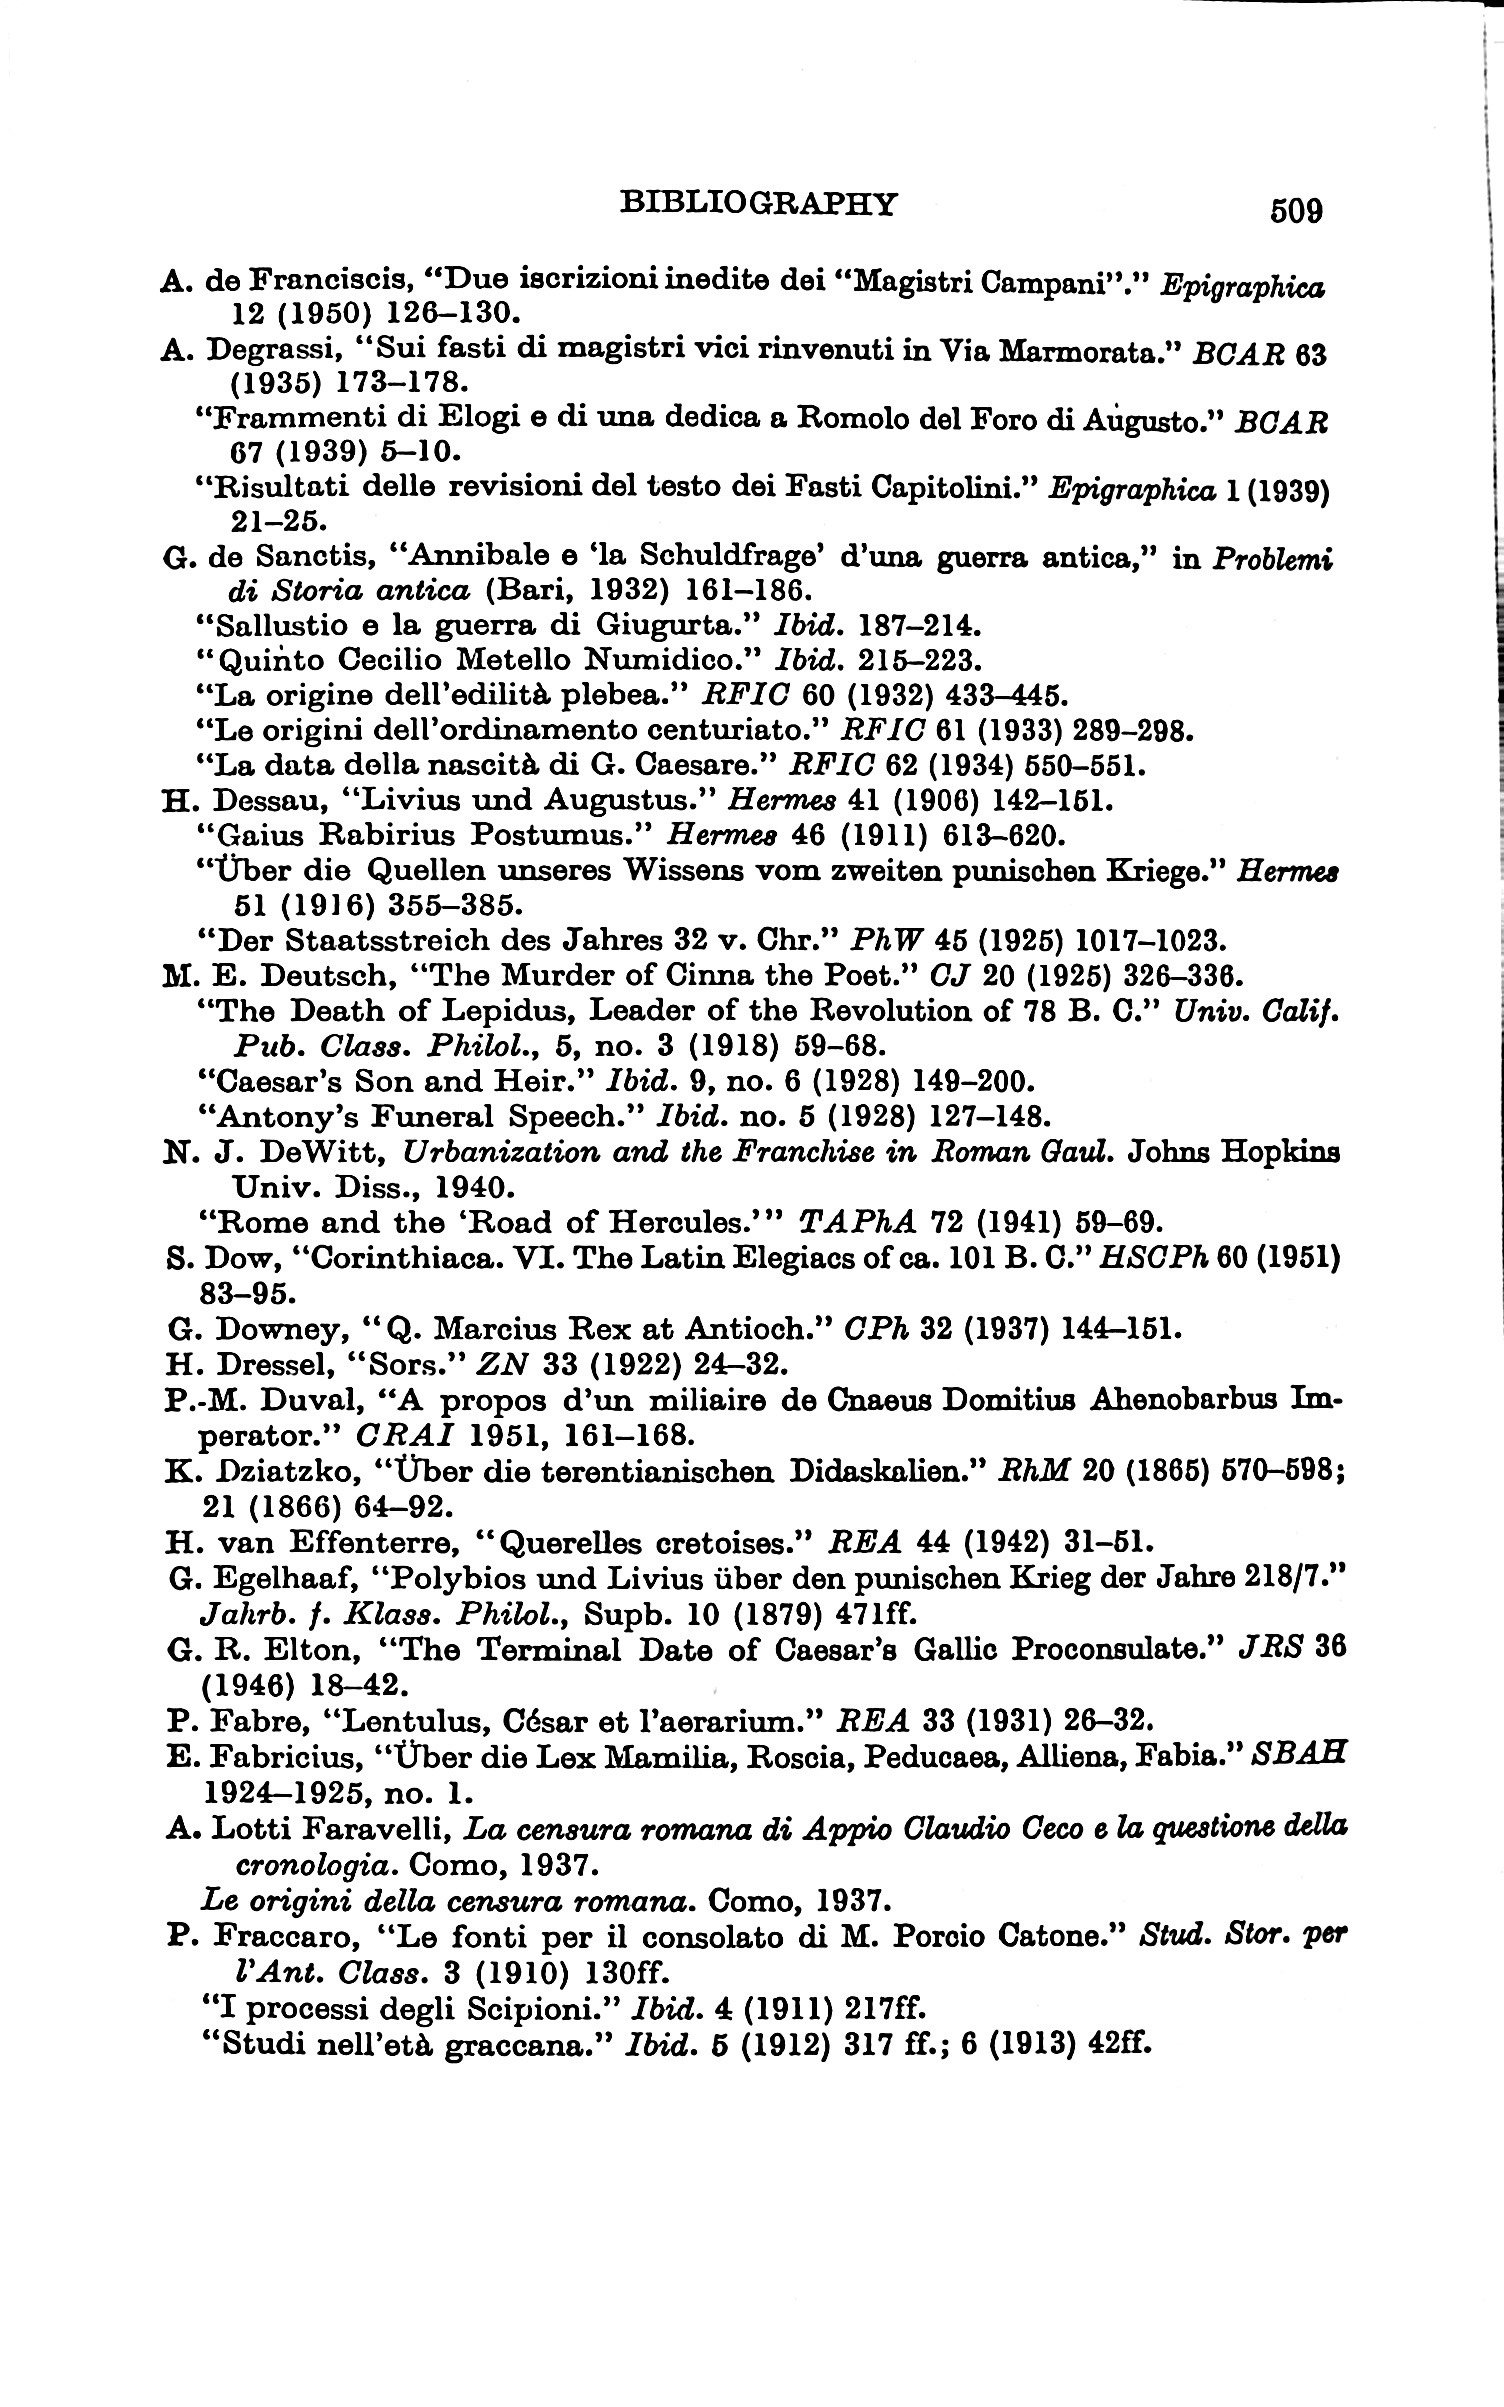 BIBLIOGRAPHY 509
A. de Franciscis, “Due iscrizioni inedite dei “Magistri Campani”.” Epigraphica
12 (1950) 126–130.
A. Degrassi, “Sui fasti di magistri vici rinvenuti in Via Marmorata.” BCAR 63
(1935) 173–178.
“Frammenti di Elogi e di una dedica a Romolo del Foro di Augusto.” BCAR
67 (1939) 5–10.
“Risultati delle revisioni del testo dei Fasti Capitolini.” Epigraphica 1 (1939)
21–25.
G. de Sanctis, “Annibale e ‘la Schuldfrage’ d'una guerra antica,” in Problemi
di Storia antica (Bari, 1932) 161–186.
“Sallustio e la guerra di Giugurta.” Ibid. 187–214.
“Quinto Cecilio Metello Numidico.” Ibid. 215–223.
“La origine dell'edilità plebea.” RFIC 60 (1932) 433–445.
“Le origini dell'ordinamento centuriato.” RFIC 61 (1933) 289–298.
“La data della nascità di G. Caesare.” RFIC 62 (1934) 550–551.
H. Dessau, “Livius und Augustus.” Hermes 41 (1906) 142–151.
“Gaius Rabirius Postumus.” Hermes 46 (1911) 613–620.
“Über die Quellen unseres Wissens vom zweiten punischen Kriege.” Hermes
51 (1916) 355–385.
“Der Staatsstreich des Jahres 32 v. Chr.” PhW 45 (1925) 1017–1023.
M. E. Deutsch, “The Murder of Cinna the Poet.” CJ 20 (1925) 326–336.
“The Death of Lepidus, Leader of the Revolution of 78 B. C.” Univ. Calif.
Pub. Class. Philol., 5, no. 3 (1918) 59–68.
“Caesar's Son and Heir.” Ibid. 9, no. 6 (1928) 149–200.
“Antony's Funeral Speech.” Ibid. no. 5 (1928) 127–148.
N. J. DeWitt, Urbanization and the Franchise in Roman Gaul. Johns Hopkins
Univ. Diss., 1940.
“Rome and the ‘Road of Hercules.’” TAPhA 72 (1941) 59–69.
S. Dow, “Corinthiaca. VI. The Latin Elegiacs of ca. 101 B. C.” HSCPh 60 (1951)
83–95.
G. Downey, “Q. Marcius Rex at Antioch.” CPh 32 (1937) 144–151.
H. Dressel, “Sors.” ZN 33 (1922) 24–32.
P.-M. Duval, “A propos d'un miliaire de Cnaeus Domitius Ahenobarbus Im-
perator.” CRAI 1951, 161–168.
K. Dziatzko, “Über die terentianischen Didaskalien.” RhM 20 (1865) 570–598;
21 (1866) 64–92.
H. van Effenterre, “Querelles cretoises.” REA 44 (1942) 31–51.
G. Egelhaaf, “Polybios und Livius über den punischen Krieg der Jahre 218/7.”
Jahrb. f. Klass. Philol., Supb. 10 (1879) 471ff.
G. R. Elton, “The Terminal Date of Caesar's Gallic Proconsulate.” JRS 36
(1946) 18–42.
P. Fabre, “Lentulus, César et l'aerarium.” REA 33 (1931) 26–32.
E. Fabricius, “Über die Lex Mamilia, Roscia, Peducaea, Alliena, Fabia.” SBAH
1924–1925, no. 1.
A. Lotti Faravelli, La censura romana di Appio Claudio Ceco e la questione della
cronologia. Como, 1937.
Le origini della censura romana. Como, 1937.
P. Fraccaro, “Le fonti per il consolato di M. Porcio Catone.” Stud. Stor. per
l'Ant. Class. 3 (1910) 130ff.
“I processi degli Scipioni.” Ibid. 4 (1911) 217ff.
“Studi nell'età graccana.” Ibid. 5 (1912) 317 ff.; 6 (1913) 42ff.